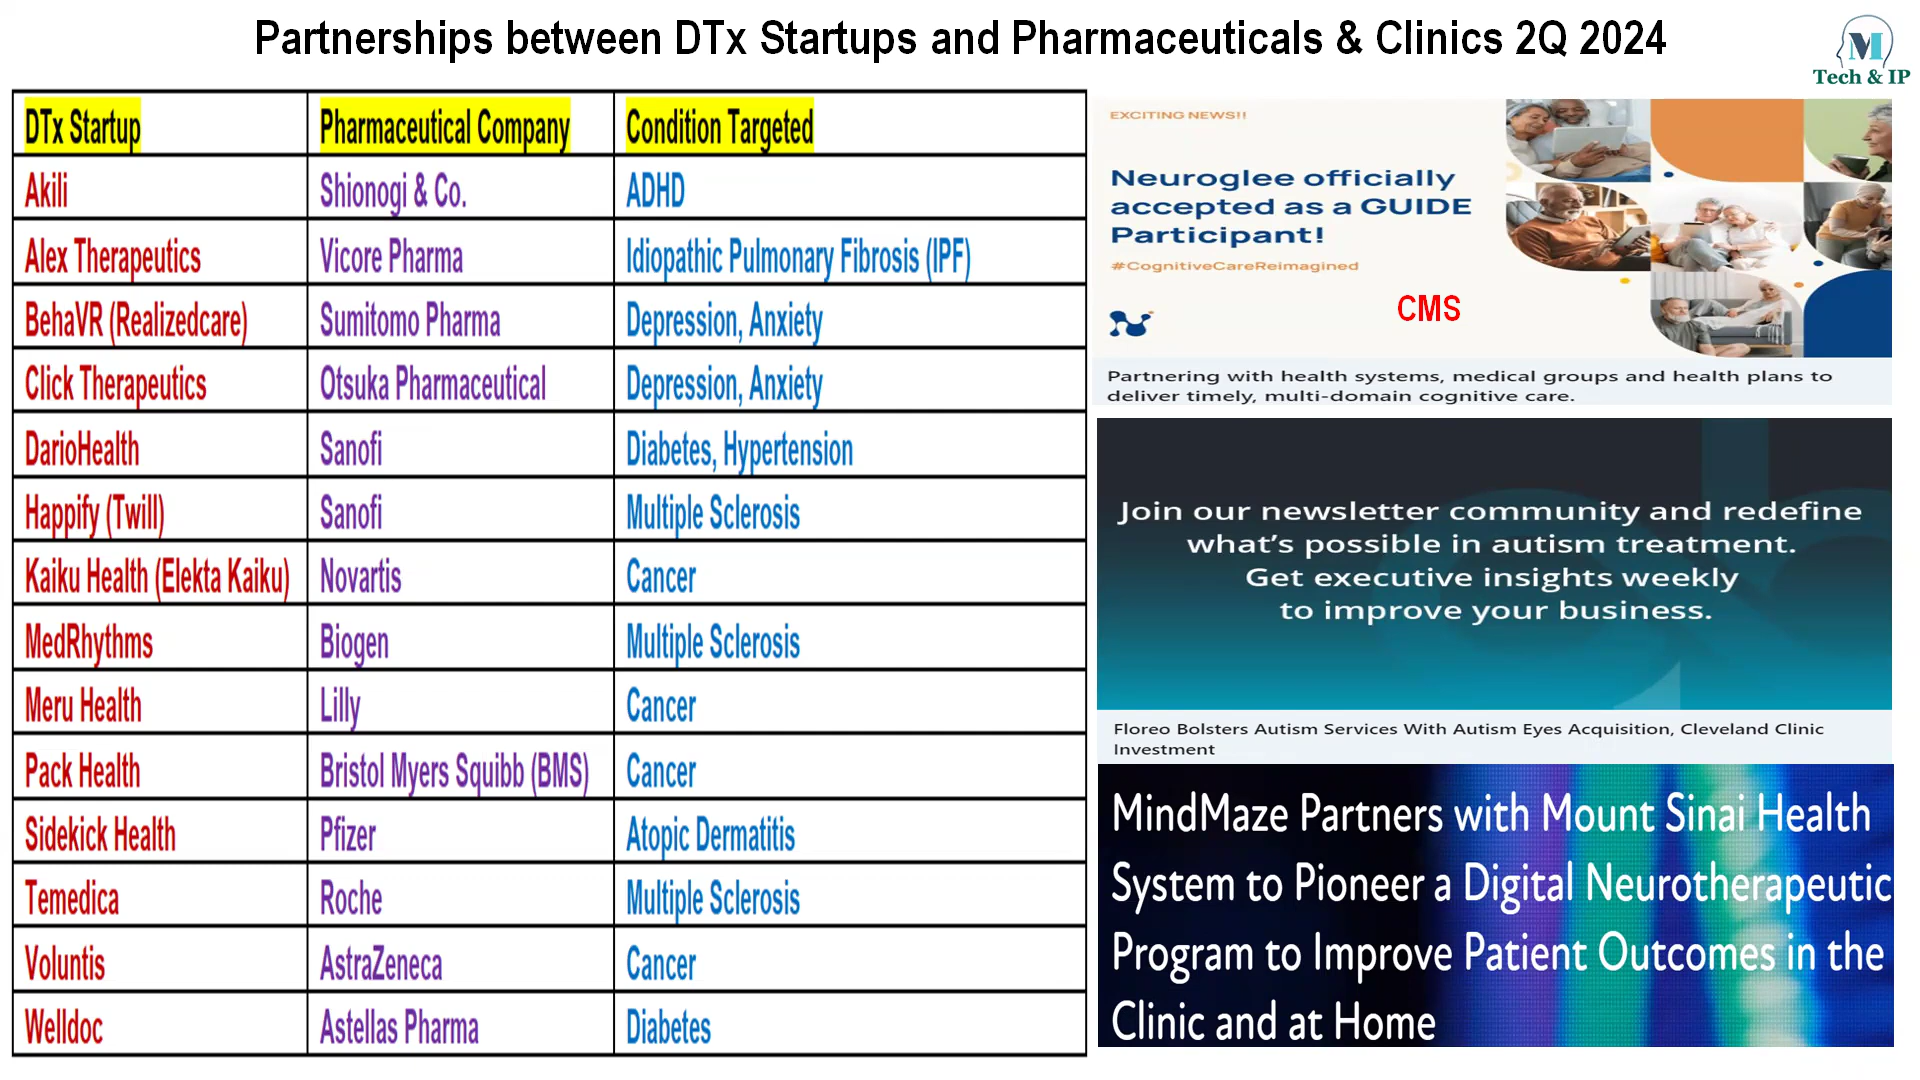 Partnerships between DTx Startups and Pharmaceuticals & Clinics 2Q 2024
M
Tech & IP
DTx Startup Pharmaceutical Company Condition Targeted
Akili Shionogi & Co. ADHD
Alex Therapeutics Vicore Pharma Idiopathic Pulmonary Fibrosis (IPF)
BehaVR (Realizedcare) Sumitomo Pharma Depression, Anxiety
Click Therapeutics Otsuka Pharmaceutical Depression, Anxiety
DarioHealth Sanofi Diabetes, Hypertension
Happify (Twill) Sanofi Multiple Sclerosis
Kaiku Health (Elekta Kaiku) Novartis Cancer
MedRhythms Biogen Multiple Sclerosis
Meru Health Lilly Cancer
Pack Health Bristol Myers Squibb (BMS) Cancer
Sidekick Health Pfizer Atopic Dermatitis
Temedica Roche Multiple Sclerosis
Voluntis AstraZeneca Cancer
Welldoc Astellas Pharma Diabetes
EXCITING NEWS!!
Neuroglee officially
accepted as a GUIDE
Participant!
#CognitiveCareReimagined
CMS
Partnering with health systems, medical groups and health plans to
deliver timely, multi-domain cognitive care.
Join our newsletter community and redefine
what's possible in autism treatment.
Get executive insights weekly
to improve your business.
Floreo Bolsters Autism Services With Autism Eyes Acquisition, Cleveland Clinic
Investment
MindMaze Partners with Mount Sinai Health
System to Pioneer a Digital Neurotherapeutic
Program to Improve Patient Outcomes in the
Clinic and at Home